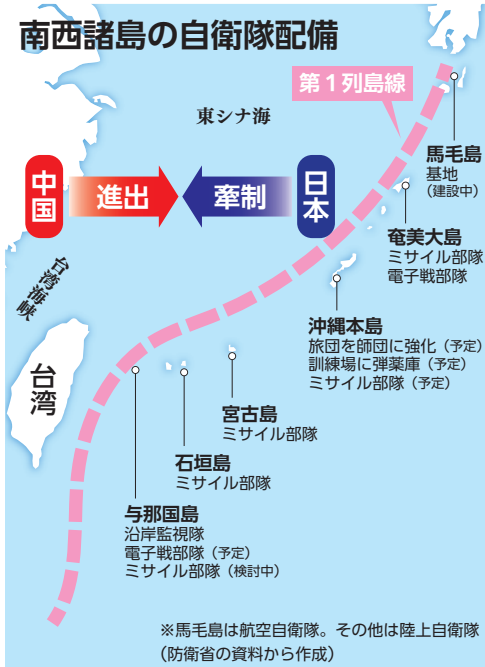 南西諸島の自衛隊配備
第1列島線
東シナ海
馬毛島
基地
(建設中)
中国
進出
牽制
日本
奄美大島
ミサイル部隊
電子戦部隊
台湾海峡
沖縄本島
旅団を師団に強化(予定)
訓練場に弾薬庫(予定)
ミサイル部隊(予定)
台湾
宮古島
ミサイル部隊
石垣島
ミサイル部隊
与那国島
沿岸監視隊
電子戦部隊(予定)
ミサイル部隊(検討中)
※馬毛島は航空自衛隊。その他は陸上自衛隊
(防衛省の資料から作成)